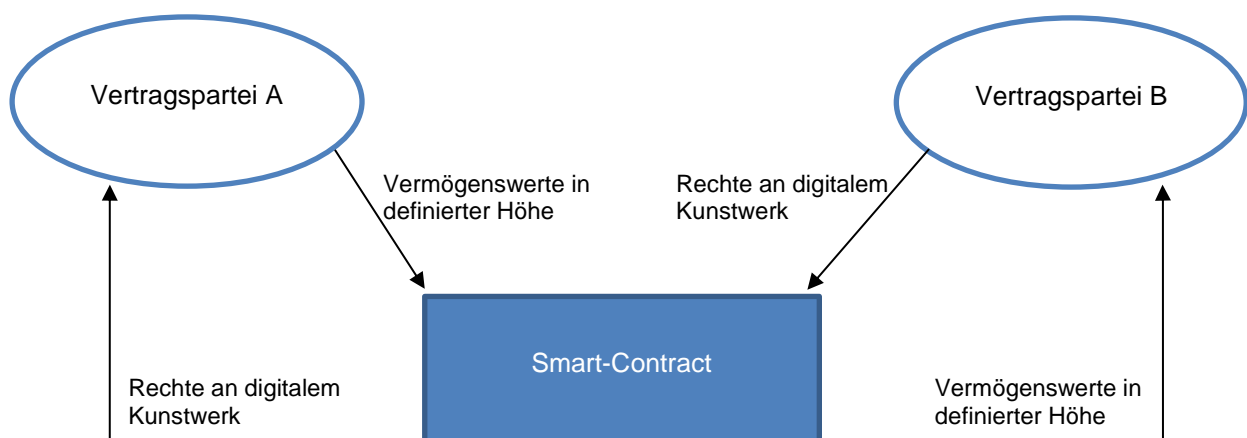 Vertragspartei A
Vertragspartei B
Vermögenswerte in
definierter Höhe
Rechte an digitalem
Kunstwerk
Smart-Contract
Rechte an digitalem
Kunstwerk
Vermögenswerte in
definierter Höhe